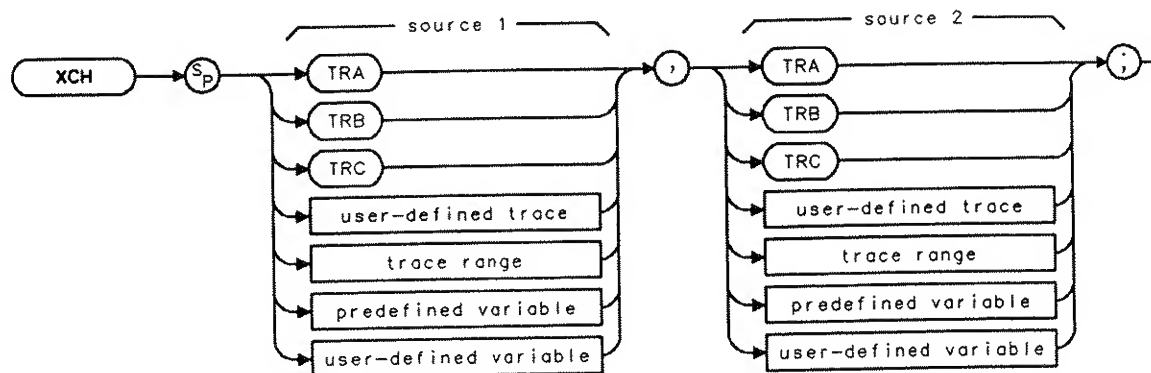 source 1
source 2
XCH
SP
TRA
,
TRA
;
TRB
TRB
TRC
TRC
user-defined trace
user-defined trace
trace range
trace range
predefined variable
predefined variable
user-defined variable
user-defined variable